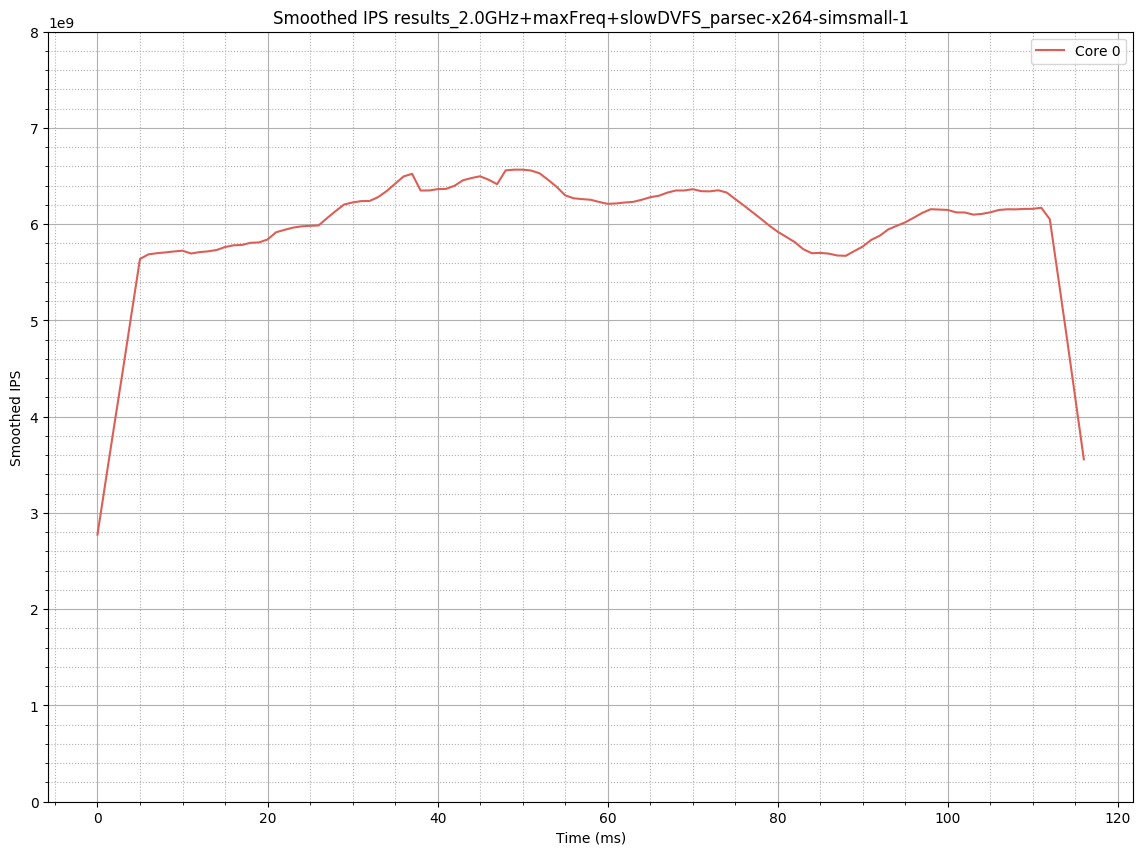 Smoothed IPS results_2.0GHz+maxFreq+slowDVFS_parsec-x264-simsmall-1
1e9
Core 0
8
7
6
5
4
3
2
1
0
Smoothed IPS
0 20 40 60 80 100 120
Time (ms)